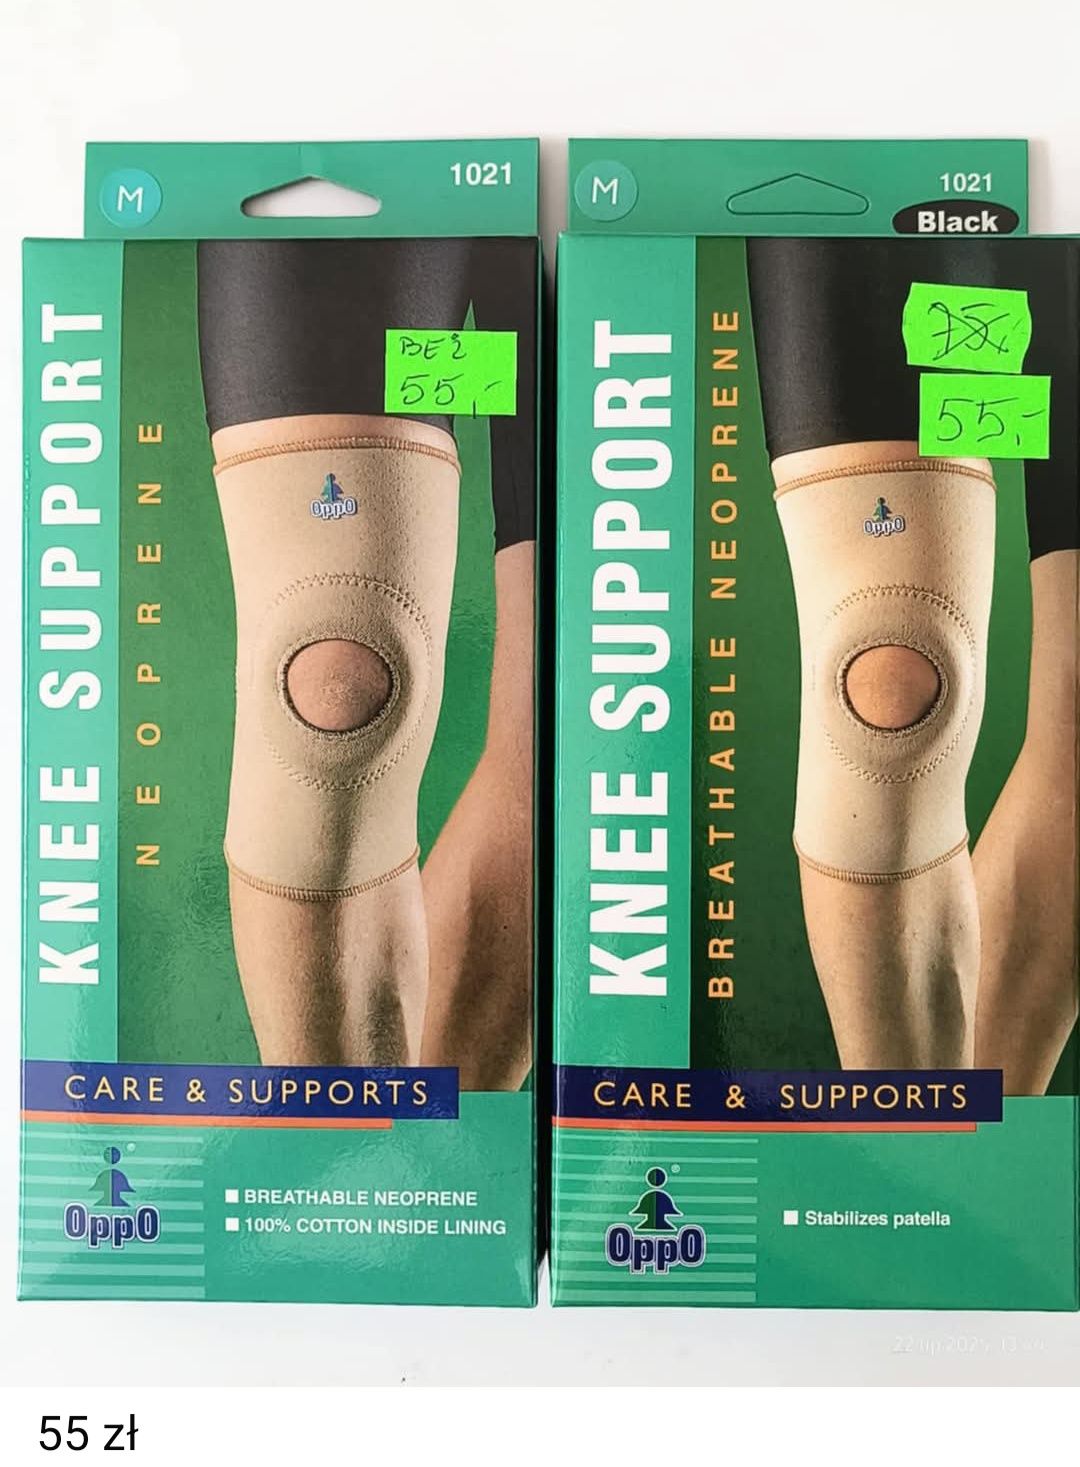 M
1021
KNEE SUPPORT
NEOPRENE
BEŻ
55,-
OppO
CARE & SUPPORTS
OppO
BREATHABLE NEOPRENE
100% COTTON INSIDE LINING
M
1021
Black
KNEE SUPPORT
BREATHABLE NEOPRENE
55,-
OppO
CARE & SUPPORTS
OppO
Stabilizes patella
55 zł